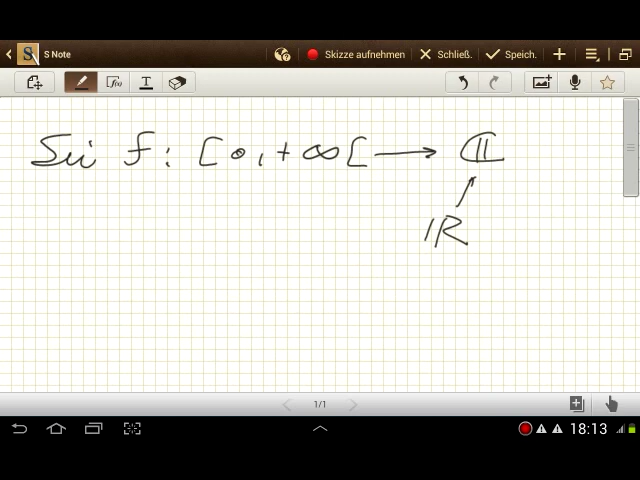 S Note
Skizze aufnehmen
Schließ.
Speich.
f(x)
T
Sei f: [0, +∞[ → ℂ
ℝ
1/1
18:13